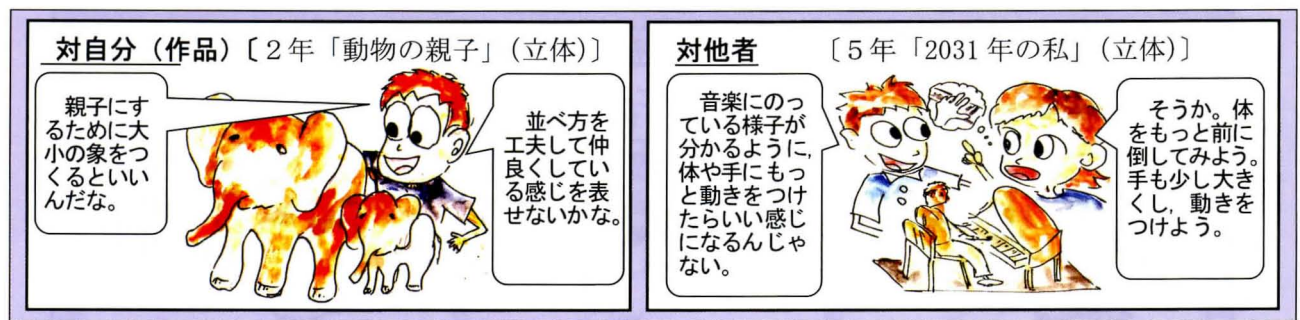 対自分（作品）〔２年「動物の親子」（立体）〕
親子にす
るために大
小の象をつ
くるといい
んだな。
並べ方を
工夫して仲
良くしてい
る感じを表
せないかな。
対他者　〔５年「2031年の私」（立体）〕
音楽にのっ
ている様子が
分かるように，
体や手にもっ
と動きをつけ
たらいい感じ
になるんじゃ
ない。
そうか。体
をもっと前に
倒してみよう。
手も少し大き
くし，動きを
つけよう。